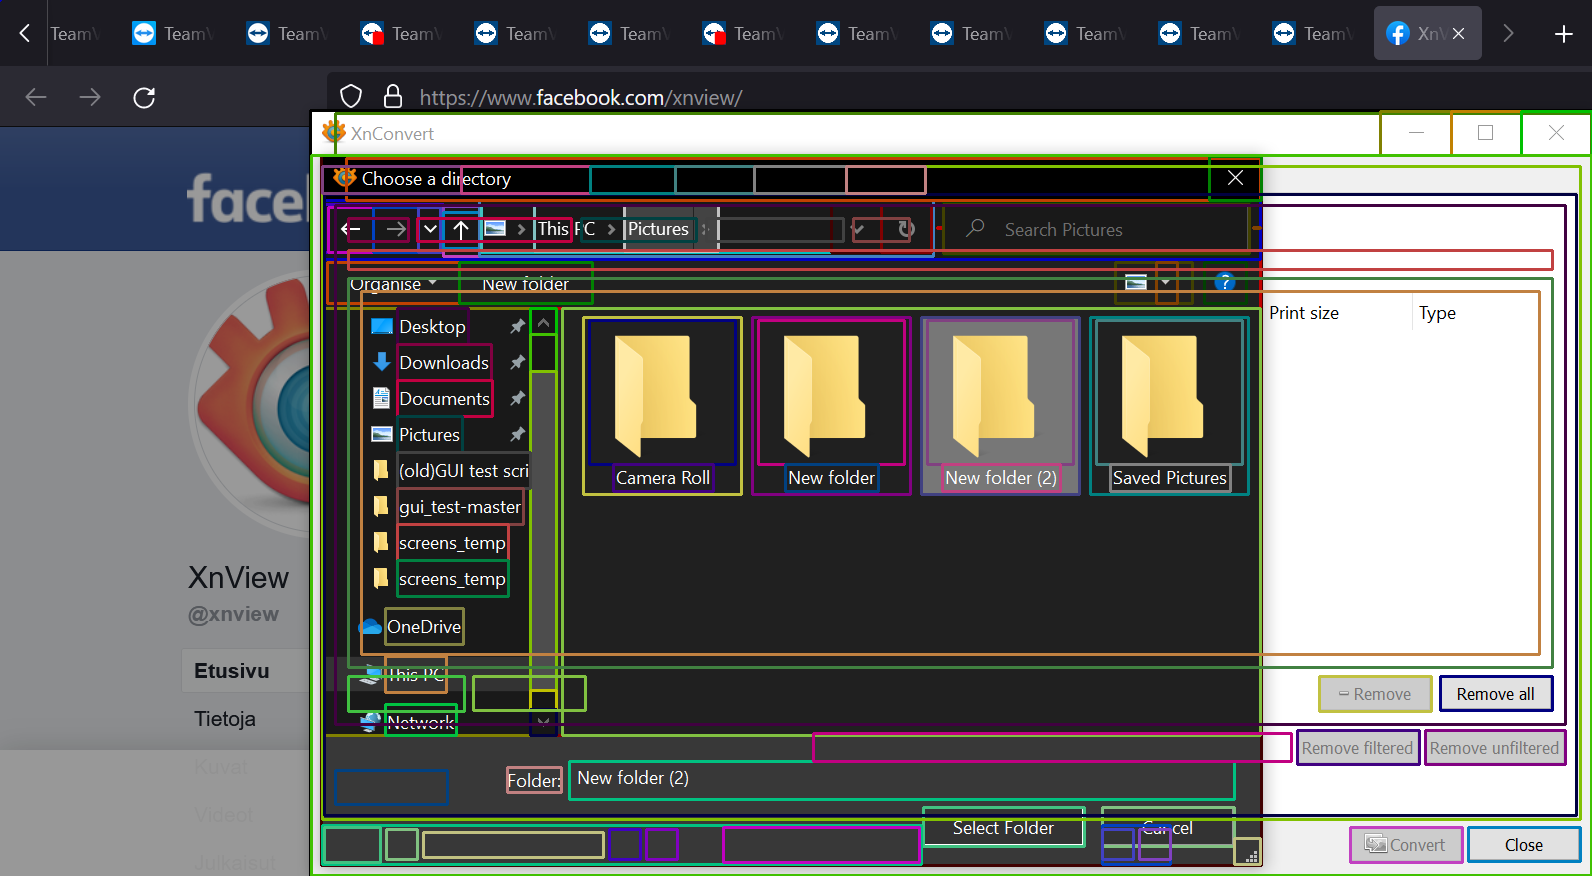 Team
Team
Team
Team
Team
Team
Team
Team
Team
Team
Team
Team
Xn
https://www.facebook.com/xnview/
XnConvert
Choose a directory
This PC
Pictures
Search Pictures
Organise
New folder
Desktop
Downloads
Documents
Pictures
(old)GUI test scri
gui_test-master
screens_temp
screens_temp
OneDrive
This PC
Network
Camera Roll
New folder
New folder (2)
Saved Pictures
Print size
Type
Folder:
New folder (2)
Select Folder
Cancel
Remove
Remove all
Remove filtered
Remove unfiltered
Convert
Close
XnView
@xnview
Etusivu
Tietoja
Kuvat
Videot
Julkaisut